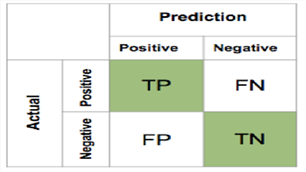 Prediction
Positive Negative
Actual
Positive
TP FN
Negative
FP TN